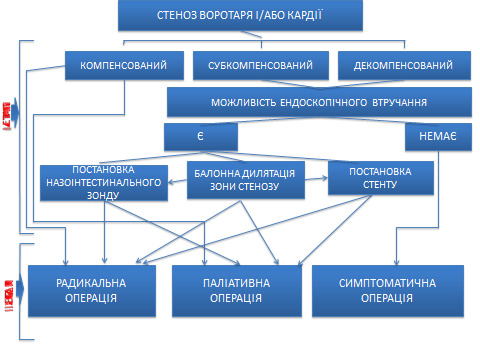 СТЕНОЗ ВОРОТАРЯ І/АБО КАРДІЇ
КОМПЕНСОВАНИЙ
СУБКОМПЕНСОВАНИЙ
ДЕКОМПЕНСОВАНИЙ
МОЖЛИВІСТЬ ЕНДОСКОПІЧНОГО ВТРУЧАННЯ
Є
НЕМАЄ
ПОСТАНОВКА
НАЗОІНТЕСТИНАЛЬНОГО
ЗОНДУ
БАЛОННА ДИЛЯТАЦІЯ
ЗОНИ СТЕНОЗУ
ПОСТАНОВКА
СТЕНТУ
РАДИКАЛЬНА
ОПЕРАЦІЯ
ПАЛІАТИВНА
ОПЕРАЦІЯ
СИМПТОМАТИЧНА
ОПЕРАЦІЯ